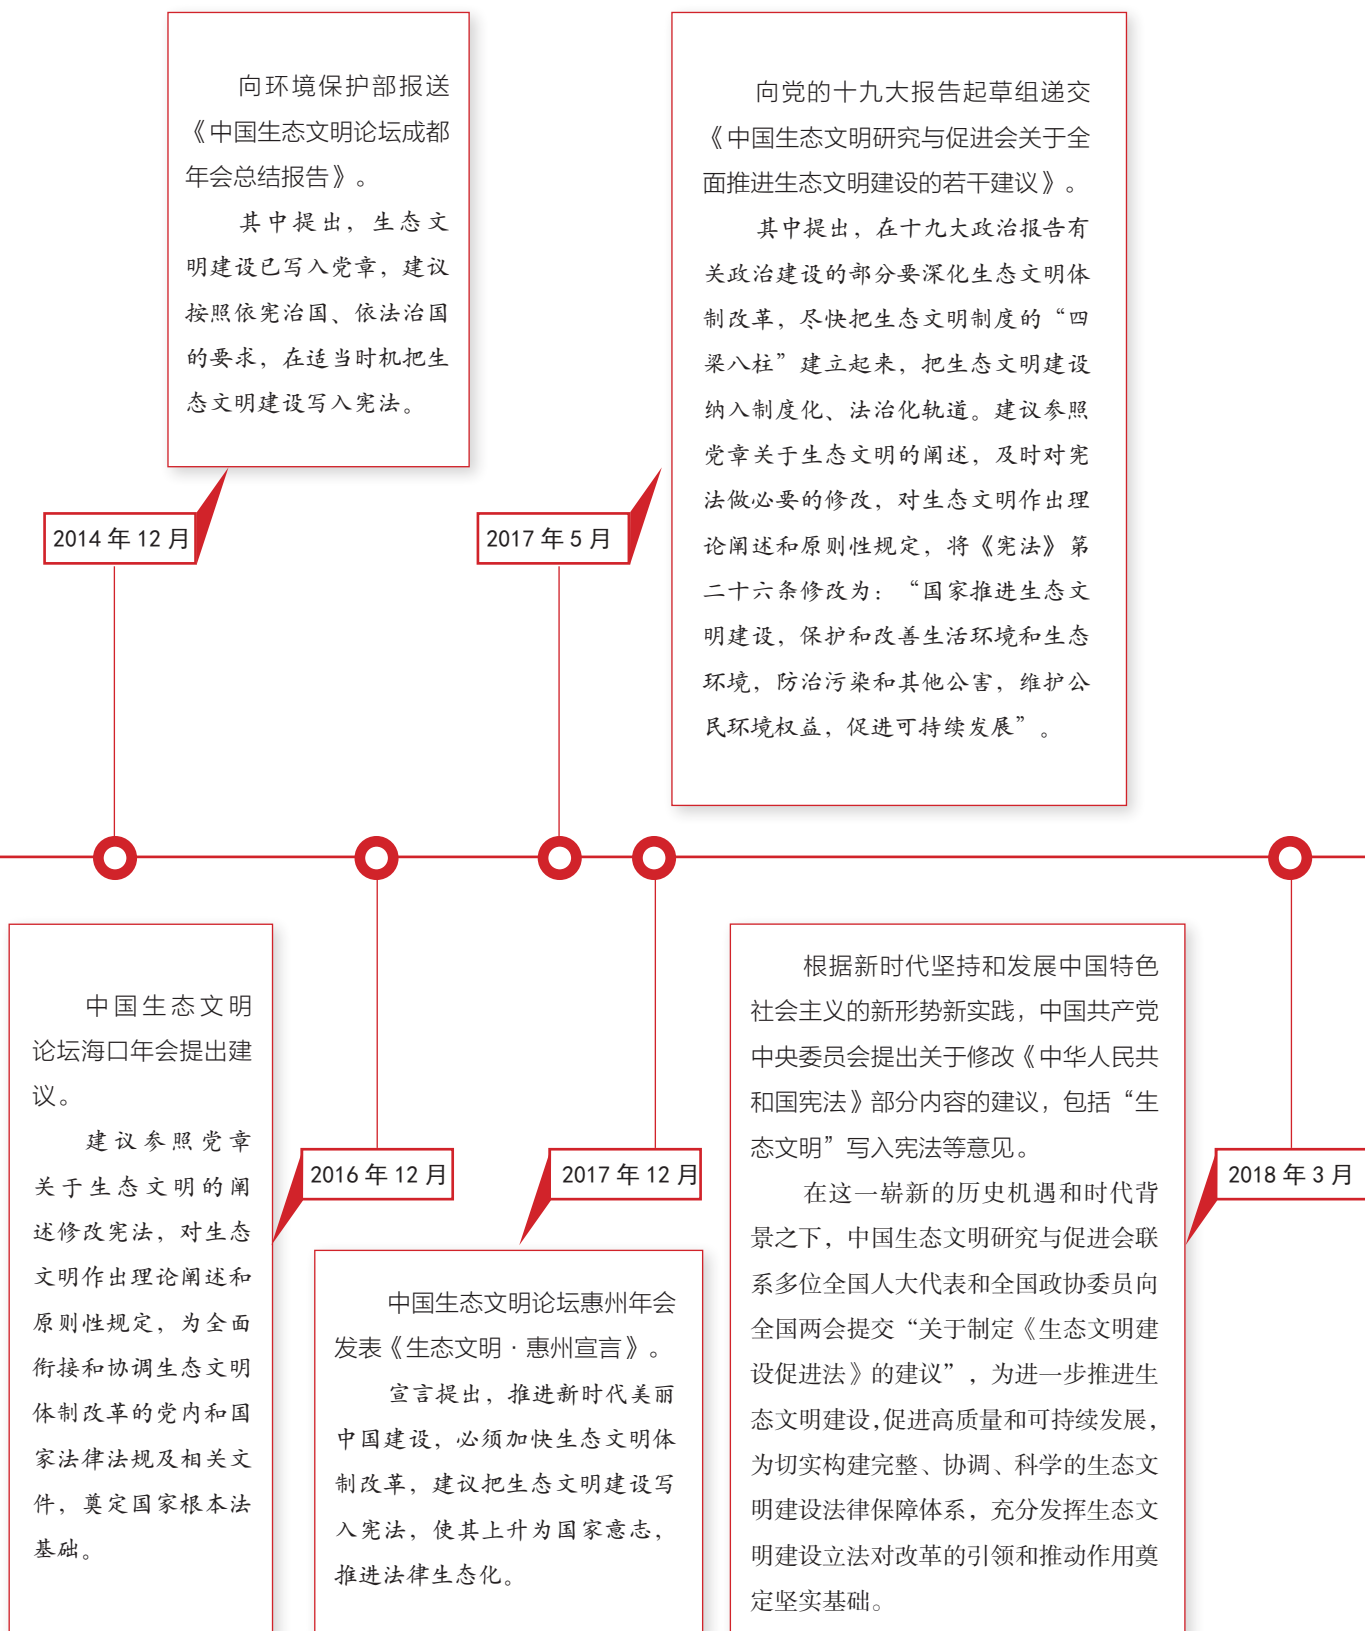 向环境保护部报送
《中国生态文明论坛成都
年会总结报告》。
其中提出，生态文
明建设已写入党章，建议
按照依宪治国、依法治国
的要求，在适当时机把生
态文明建设写入宪法。
2014 年 12 月
向党的十九大报告起草组递交
《中国生态文明研究与促进会关于全
面推进生态文明建设的若干建议》。
其中提出，在十九大政治报告有
关政治建设的部分要深化生态文明体
制改革，尽快把生态文明制度的“四
梁八柱”建立起来，把生态文明建设
纳入制度化、法治化轨道。建议参照
党章关于生态文明的阐述，及时对宪
法做必要的修改，对生态文明作出理
论阐述和原则性规定，将《宪法》第
二十六条修改为：“国家推进生态文
明建设，保护和改善生活环境和生态
环境，防治污染和其他公害，维护公
民环境权益，促进可持续发展”。
2017 年 5 月
中国生态文明
论坛海口年会提出建
议。
建议参照党章
关于生态文明的阐
述修改宪法，对生态
文明作出理论阐述和
原则性规定，为全面
衔接和协调生态文明
体制改革的党内和国
家法律法规及相关文
件，奠定国家根本法
基础。
2016 年 12 月
2017 年 12 月
中国生态文明论坛惠州年会
发表《生态文明·惠州宣言》。
宣言提出，推进新时代美丽
中国建设，必须加快生态文明体
制改革，建议把生态文明建设写
入宪法，使其上升为国家意志，
推进法律生态化。
根据新时代坚持和发展中国特色
社会主义的新形势新实践，中国共产党
中央委员会提出关于修改《中华人民共
和国宪法》部分内容的建议，包括“生
态文明”写入宪法等意见。
在这一崭新的历史机遇和时代背
景之下，中国生态文明研究与促进会联
系多位全国人大代表和全国政协委员向
全国两会提交“关于制定《生态文明建
设促进法》的建议”，为进一步推进生
态文明建设，促进高质量和可持续发展，
为切实构建完整、协调、科学的生态文
明建设法律保障体系，充分发挥生态文
明建设立法对改革的引领和推动作用奠
定坚实基础。
2018 年 3 月